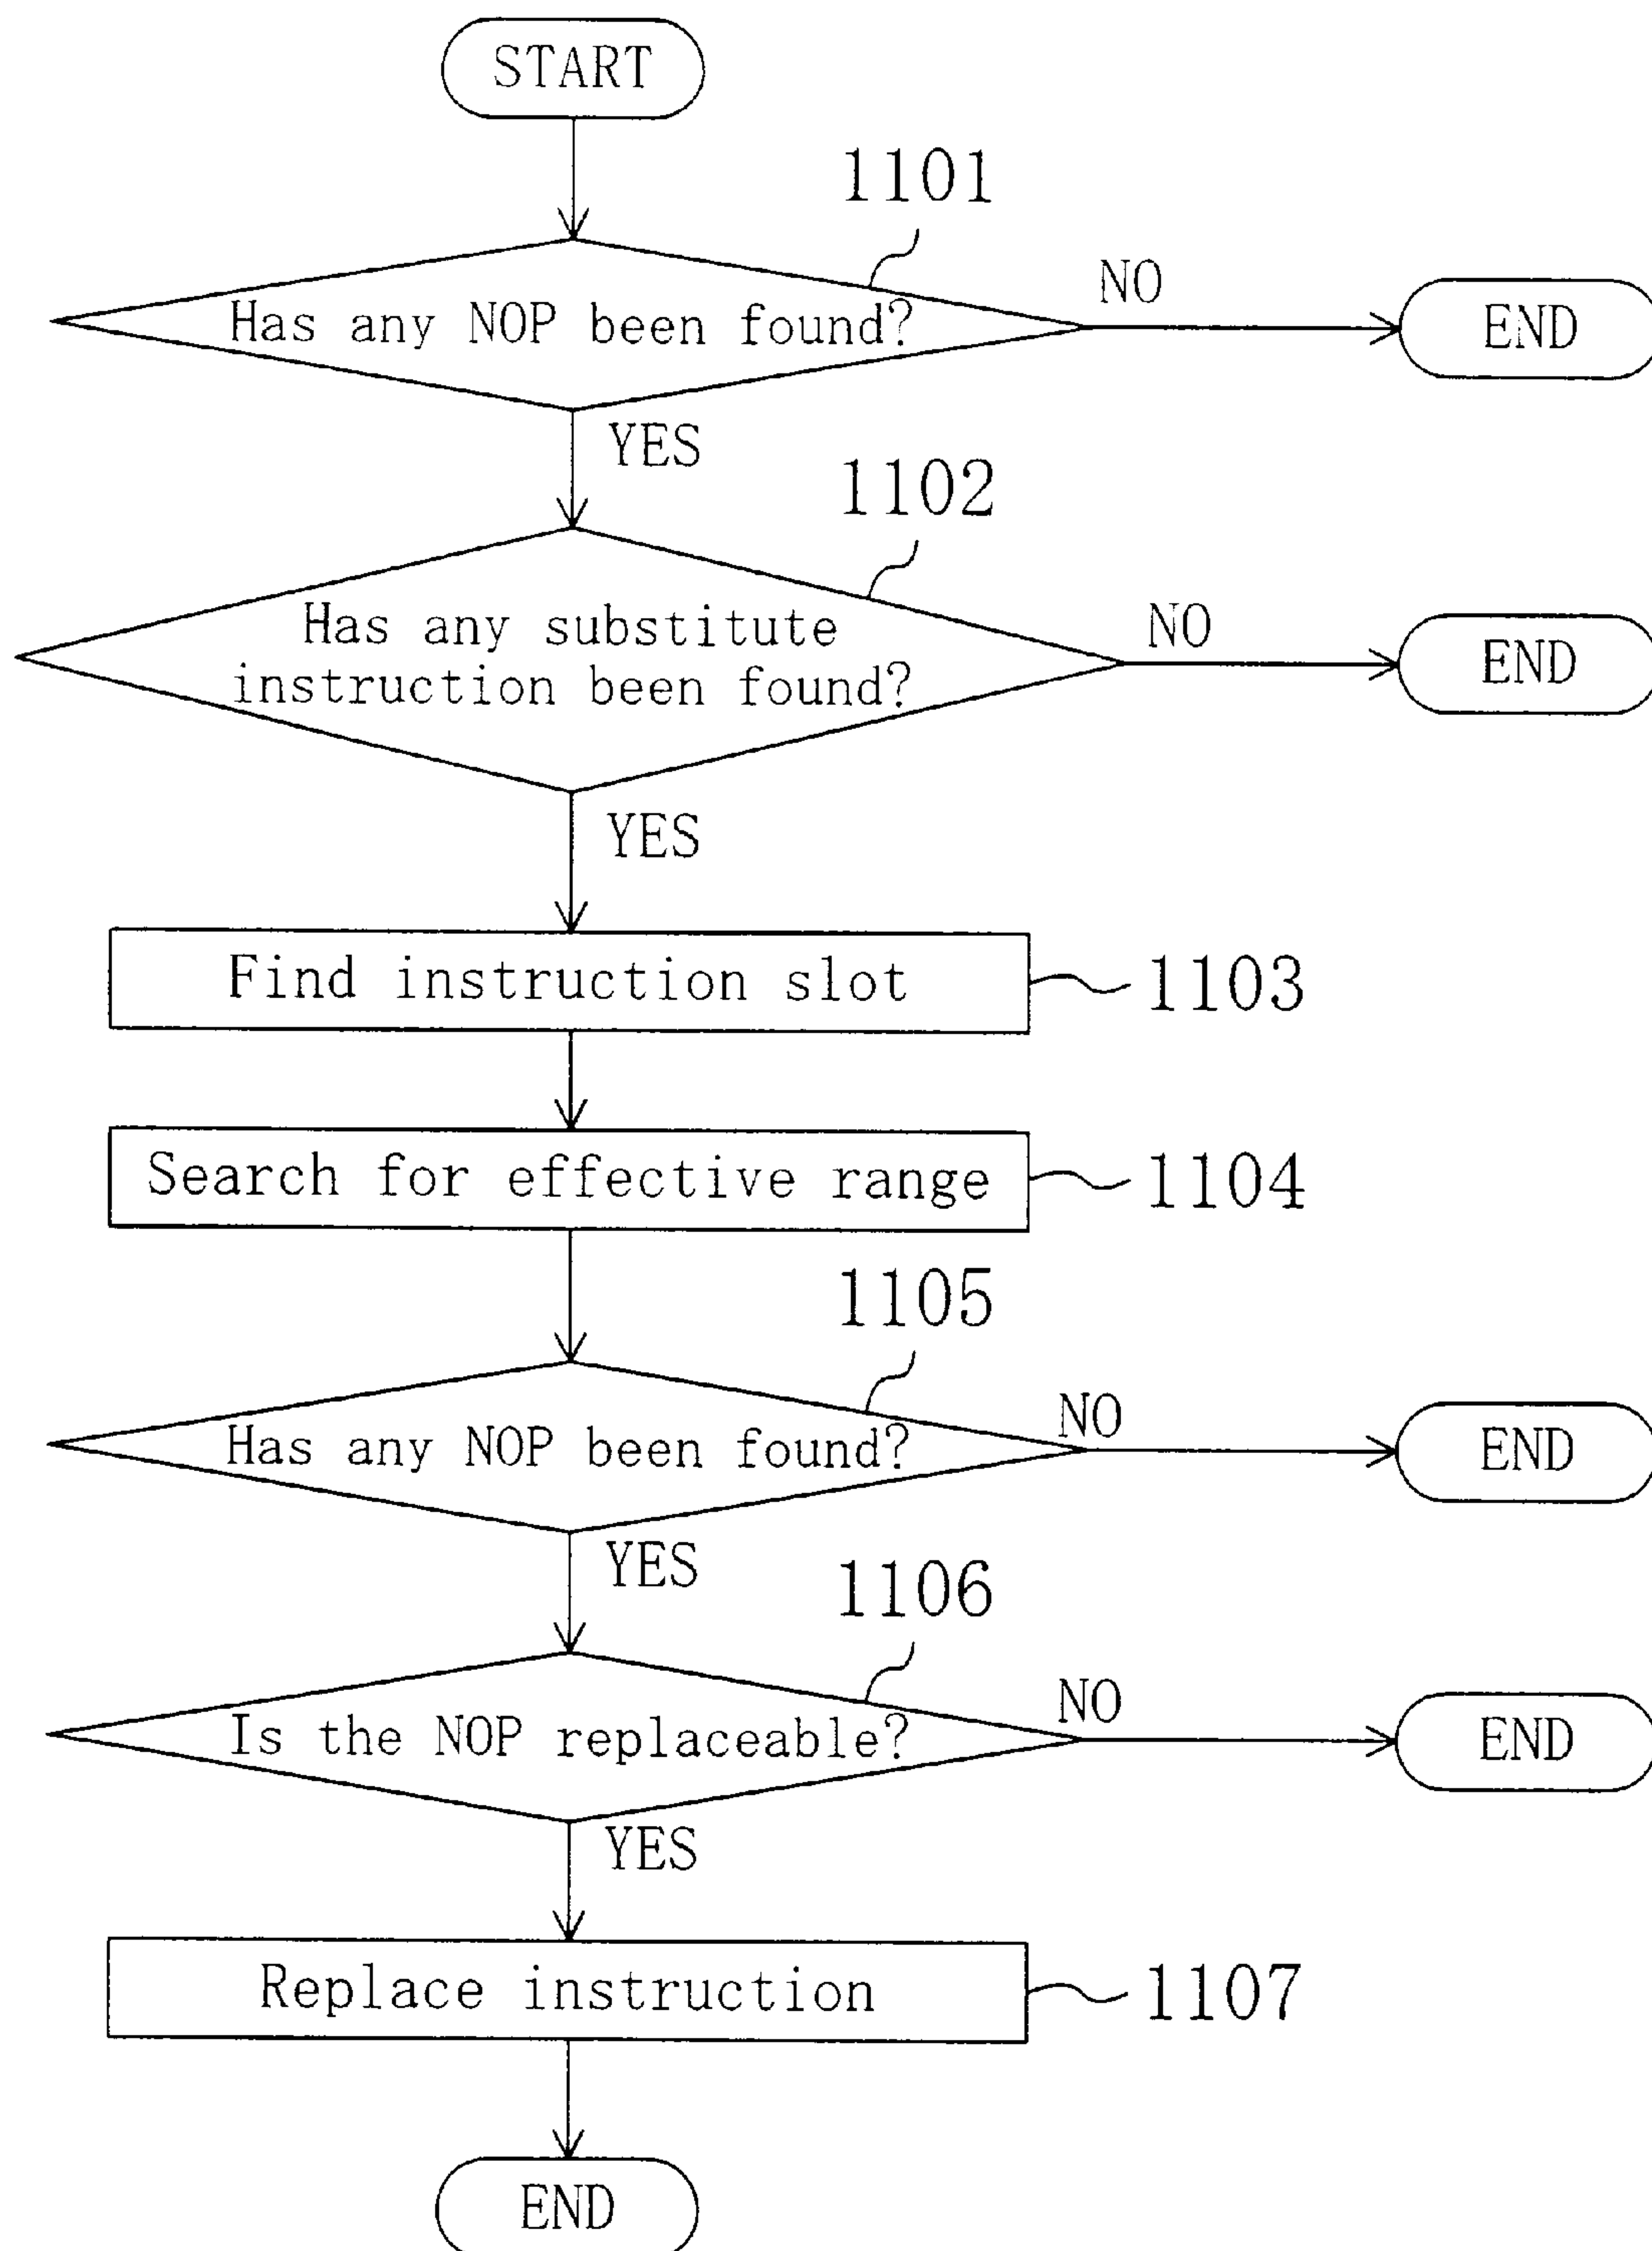 START
1101
Has any NOP been found?
NO
END
YES
1102
Has any substitute
instruction been found?
NO
END
YES
Find instruction slot
1103
Search for effective range
1104
1105
Has any NOP been found?
NO
END
YES
1106
Is the NOP replaceable?
NO
END
YES
Replace instruction
1107
END